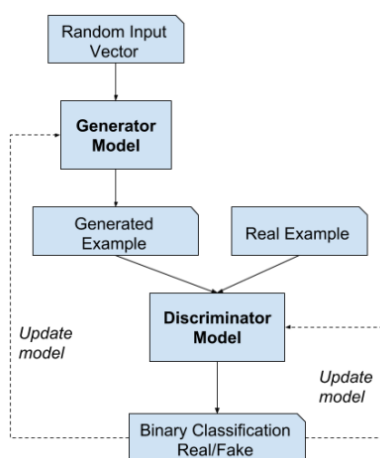 Random Input
Vector
Generator
Model
Generated
Example
Real Example
Discriminator
Model
Update
model
Update
model
Binary Classification
Real/Fake